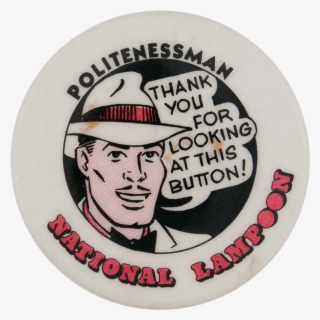 POLITENESSMAN
THANK
YOU
FOR
LOOKING
AT THIS
BUTTON!
NATIONAL LAMPOON